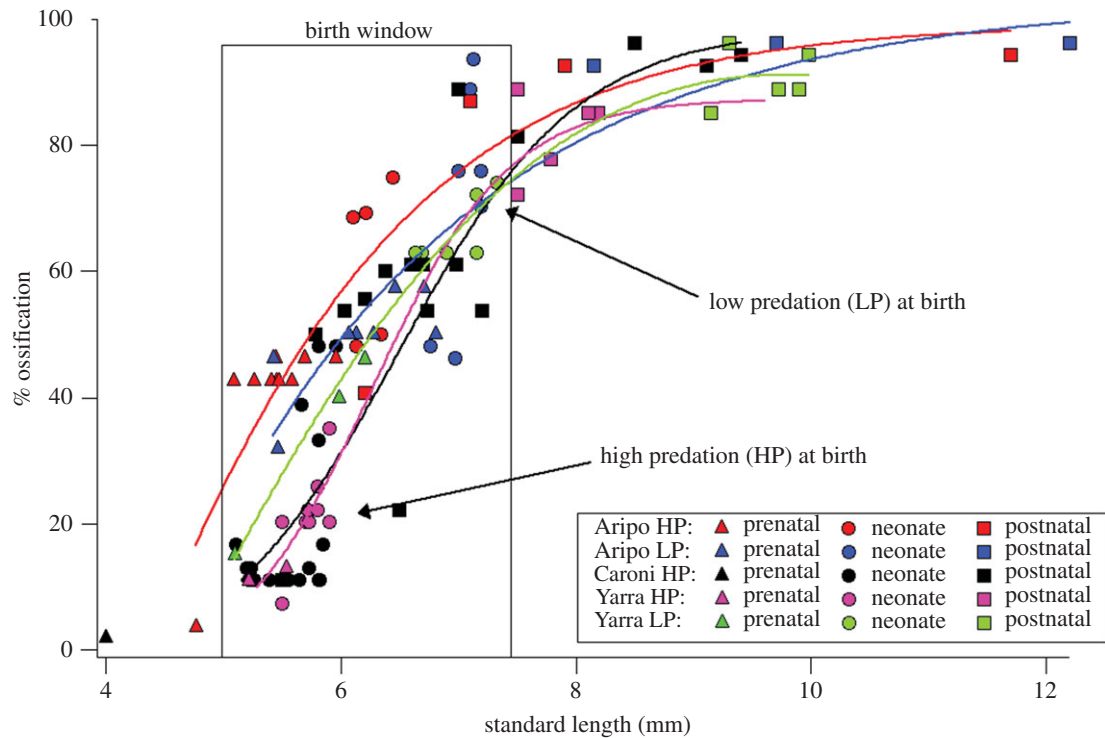 birth window
100
80
60
40
20
0
% ossification
low predation (LP) at birth
high predation (HP) at birth
Aripo HP: prenatal neonate postnatal
Aripo LP: prenatal neonate postnatal
Caroni HP: prenatal neonate postnatal
Yarra HP: prenatal neonate postnatal
Yarra LP: prenatal neonate postnatal
4 6 8 10 12
standard length (mm)